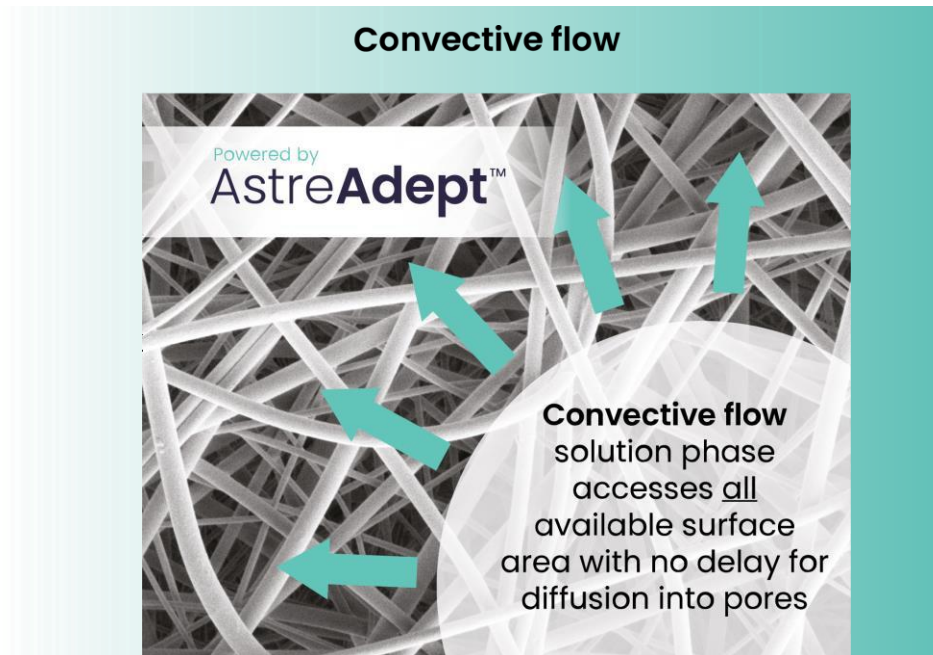 Convective flow
Powered by
AstreAdept™
Convective flow
solution phase
accesses all
available surface
area with no delay for
diffusion into pores